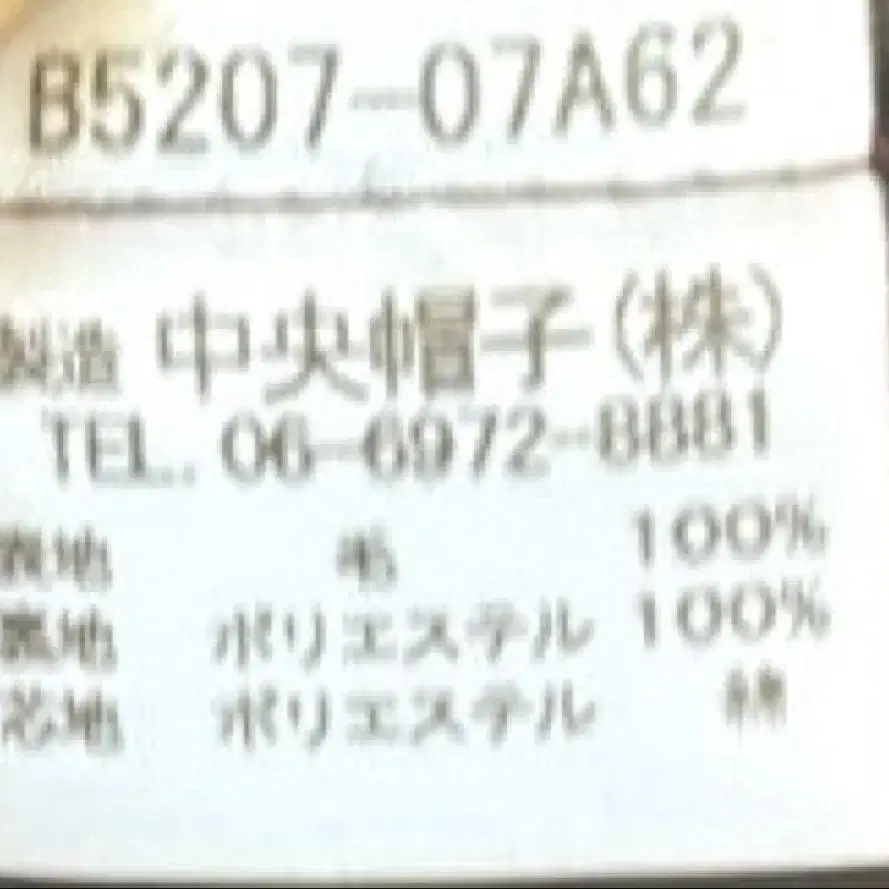 B5207-07A62
製造 中央帽子(株)
TEL. 06-6972-8881
表地 毛 100%
裏地 ポリエステル 100%
芯地 ポリエステル 綿